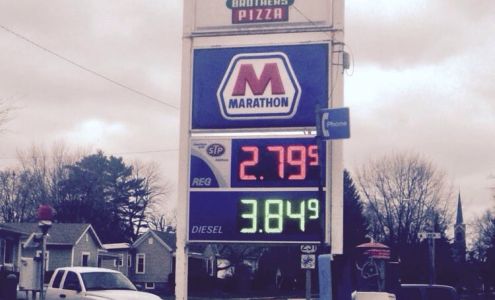 BROTHERS
PIZZA
M
MARATHON
STP
REG
2.79⁹
DIESEL
3.84⁹
Phone